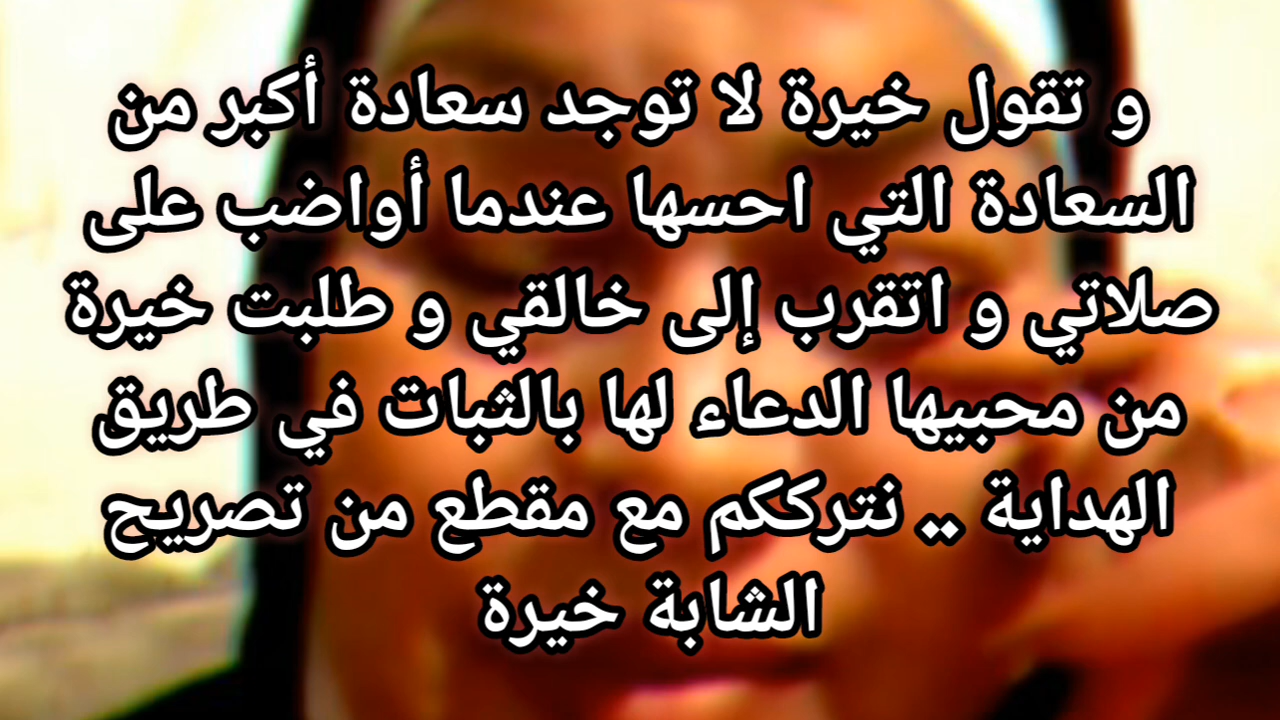 و تقول خيرة لا توجد سعادة أكبر من
السعادة التي احسها عندما أواضب على
صلاتي و اتقرب إلى خالقي و طلبت خيرة
من محبيها الدعاء لها بالثبات في طريق
الهداية .. نترككم مع مقطع من تصريح
الشابة خيرة